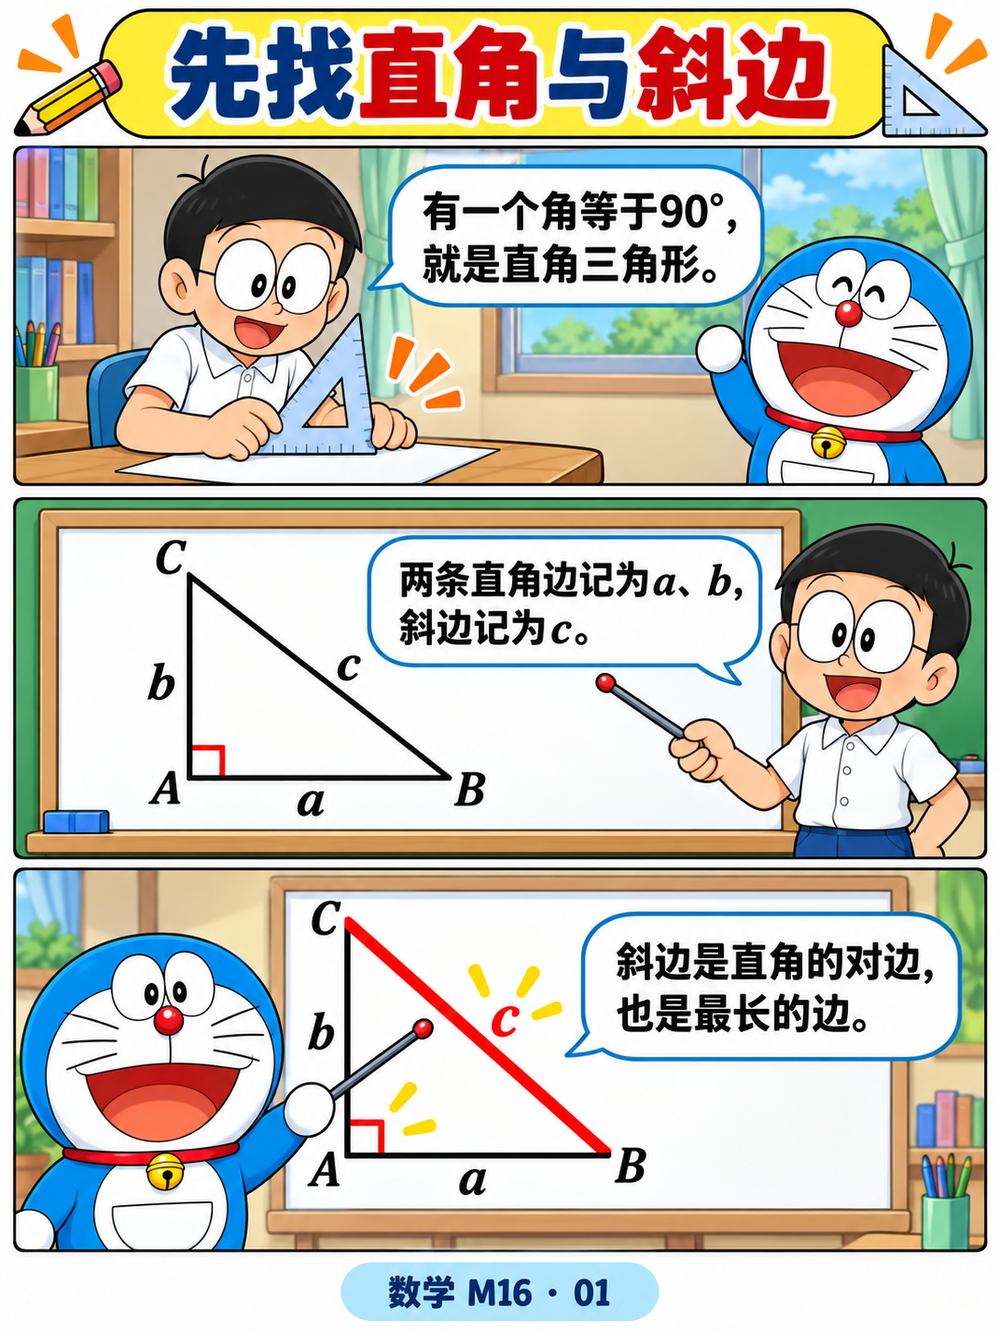 先找直角与斜边
有一个角等于90°，
就是直角三角形。
C
两条直角边记为a、b，
斜边记为c。
b
c
A
a
B
C
斜边是直角的对边，
也是最长的边。
c
b
A
a
B
数学 M16 · 01